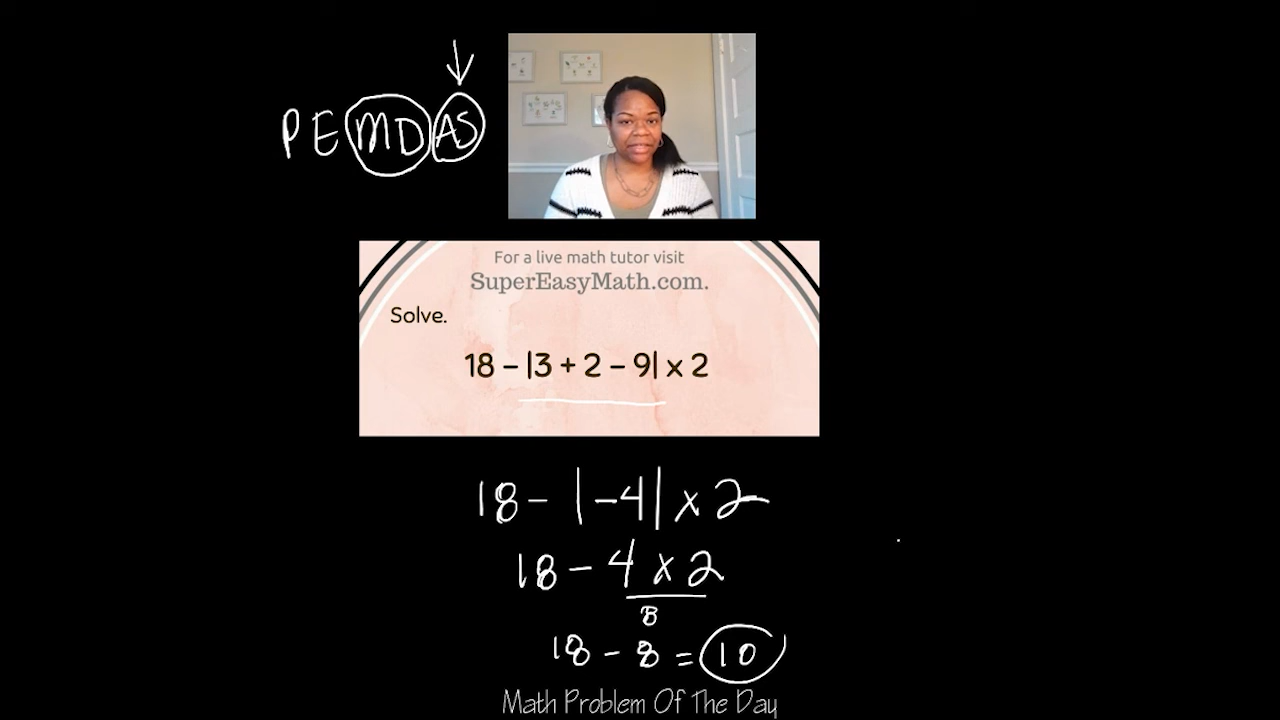 PEMDAS
For a live math tutor visit
SuperEasyMath.com.
Solve.
18 – |3 + 2 – 9| x 2
18 - |-4| x 2
18 - 4 x 2
8
18 - 8 = 10
Math Problem Of The Day